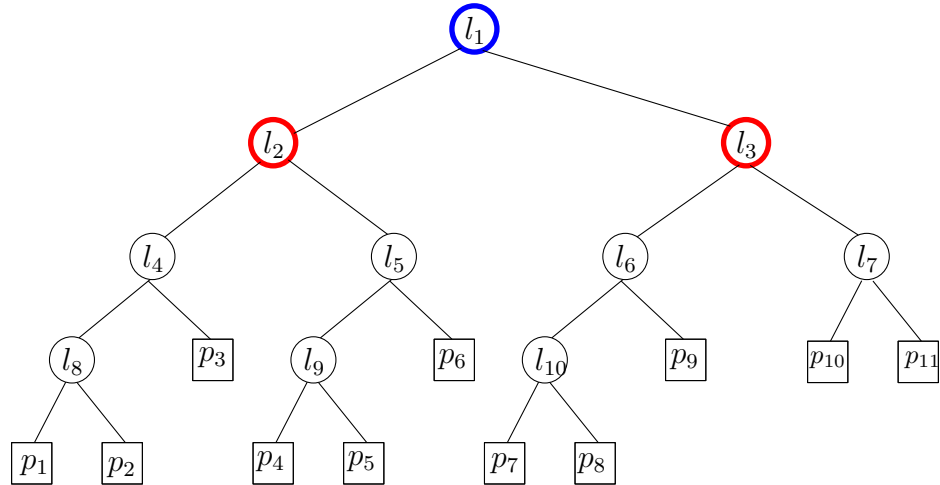 l₁
l₂ l₃
l₄ l₅ l₆ l₇
l₈ p₃ l₉ p₆ l₁₀ p₉ p₁₀ p₁₁
p₁ p₂ p₄ p₅ p₇ p₈